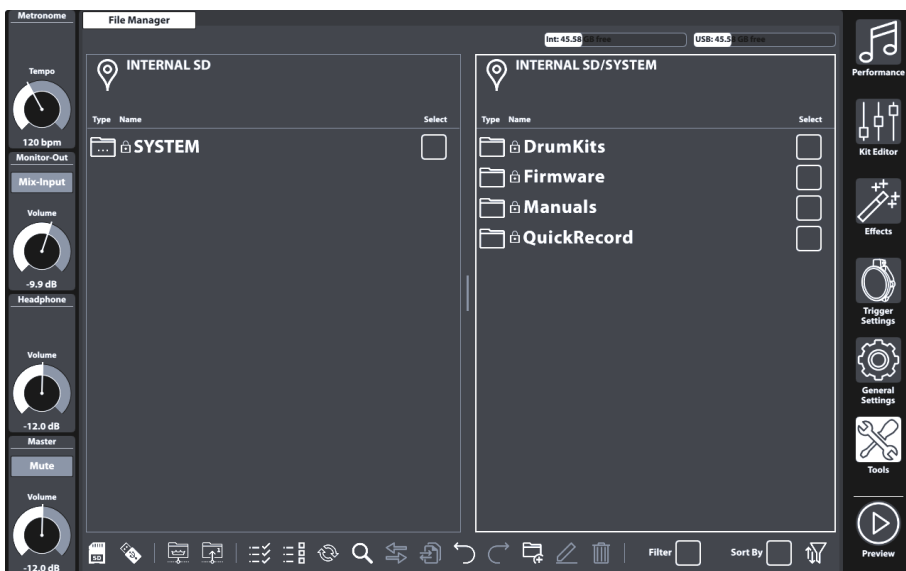 Metronome
Tempo
120 bpm
Monitor-Out
Mix-Input
Volume
-9.9 dB
Headphone
Volume
-12.0 dB
Master
Mute
Volume
-12.0 dB
File Manager
Int: 45.58 GB free
USB: 45.58 GB free
INTERNAL SD
Type Name Select
... SYSTEM
INTERNAL SD/SYSTEM
Type Name Select
DrumKits
Firmware
Manuals
QuickRecord
SD
Filter
Sort By
Performance
Kit Editor
Effects
Trigger
Settings
General
Settings
Tools
Preview